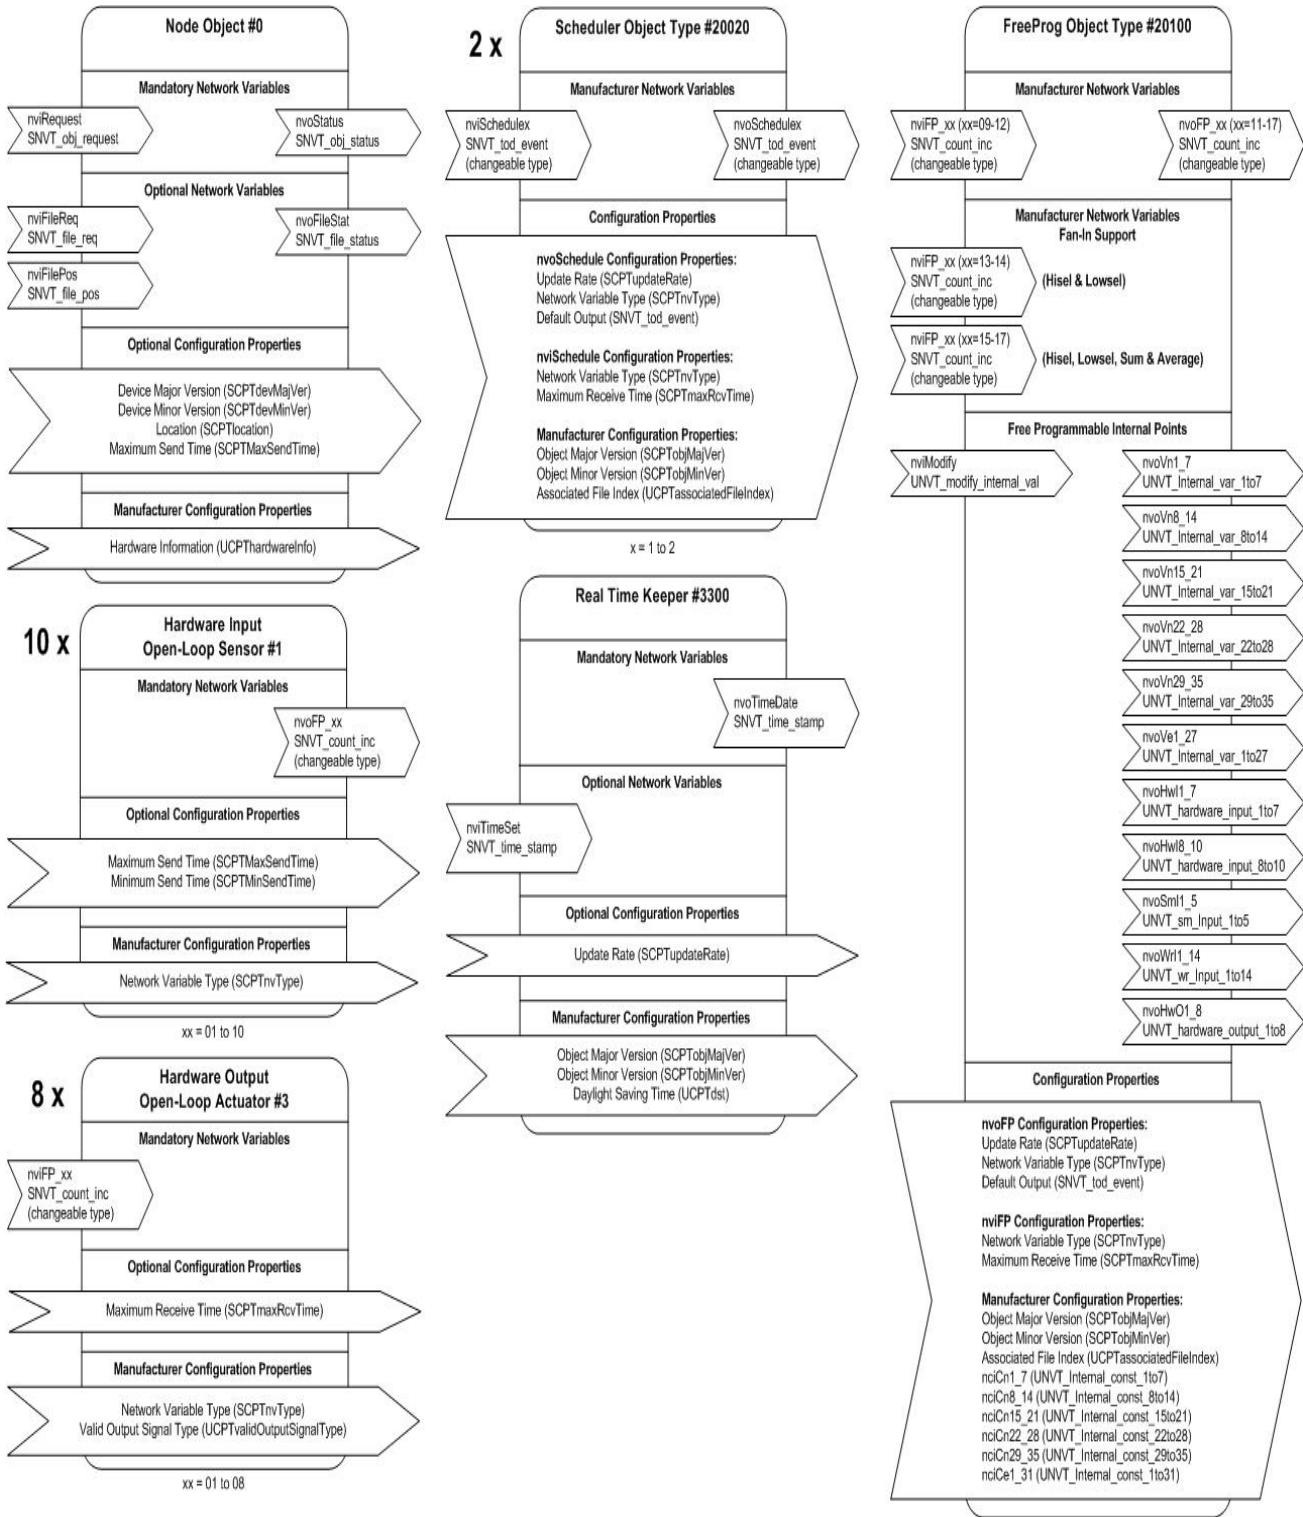 Node Object #0
Mandatory Network Variables
nviRequest
SNVT_obj_request
nvoStatus
SNVT_obj_status
Optional Network Variables
nviFileReq
SNVT_file_req
nvoFileStat
SNVT_file_status
nviFilePos
SNVT_file_pos
Optional Configuration Properties
Device Major Version (SCPTdevMajVer)
Device Minor Version (SCPTdevMinVer)
Location (SCPTlocation)
Maximum Send Time (SCPTMaxSendTime)
Manufacturer Configuration Properties
Hardware Information (UCPThardwareInfo)
10 x
Hardware Input
Open-Loop Sensor #1
Mandatory Network Variables
nvoFP_xx
SNVT_count_inc
(changeable type)
Optional Configuration Properties
Maximum Send Time (SCPTMaxSendTime)
Minimum Send Time (SCPTMinSendTime)
Manufacturer Configuration Properties
Network Variable Type (SCPTnvType)
xx = 01 to 10
8 x
Hardware Output
Open-Loop Actuator #3
Mandatory Network Variables
nviFP_xx
SNVT_count_inc
(changeable type)
Optional Configuration Properties
Maximum Receive Time (SCPTmaxRcvTime)
Manufacturer Configuration Properties
Network Variable Type (SCPTnvType)
Valid Output Signal Type (UCPTvalidOutputSignalType)
xx = 01 to 08
2 x
Scheduler Object Type #20020
Manufacturer Network Variables
nviSchedulex
SNVT_tod_event
(changeable type)
nvoSchedulex
SNVT_tod_event
(changeable type)
Configuration Properties
nvoSchedule Configuration Properties:
Update Rate (SCPTupdateRate)
Network Variable Type (SCPTnvType)
Default Output (SNVT_tod_event)
nviSchedule Configuration Properties:
Network Variable Type (SCPTnvType)
Maximum Receive Time (SCPTmaxRcvTime)
Manufacturer Configuration Properties:
Object Major Version (SCPTobjMajVer)
Object Minor Version (SCPTobjMinVer)
Associated File Index (UCPTassociatedFileIndex)
x = 1 to 2
Real Time Keeper #3300
Mandatory Network Variables
nvoTimeDate
SNVT_time_stamp
Optional Network Variables
nviTimeSet
SNVT_time_stamp
Optional Configuration Properties
Update Rate (SCPTupdateRate)
Manufacturer Configuration Properties
Object Major Version (SCPTobjMajVer)
Object Minor Version (SCPTobjMinVer)
Daylight Saving Time (UCPTdst)
FreeProg Object Type #20100
Manufacturer Network Variables
nviFP_xx (xx=09-12)
SNVT_count_inc
(changeable type)
nvoFP_xx (xx=11-17)
SNVT_count_inc
(changeable type)
Manufacturer Network Variables
Fan-In Support
nviFP_xx (xx=13-14)
SNVT_count_inc
(changeable type)
(Hisel & Lowsel)
nviFP_xx (xx=15-17)
SNVT_count_inc
(changeable type)
(Hisel, Lowsel, Sum & Average)
Free Programmable Internal Points
nviModify
UNVT_modify_internal_val
nvoVn1_7
UNVT_Internal_var_1to7
nvoVn8_14
UNVT_Internal_var_8to14
nvoVn15_21
UNVT_Internal_var_15to21
nvoVn22_28
UNVT_Internal_var_22to28
nvoVn29_35
UNVT_Internal_var_29to35
nvoVe1_27
UNVT_Internal_var_1to27
nvoHwI1_7
UNVT_hardware_input_1to7
nvoHwI8_10
UNVT_hardware_input_8to10
nvoSmI1_5
UNVT_sm_Input_1to5
nvoWrI1_14
UNVT_wr_Input_1to14
nvoHwO1_8
UNVT_hardware_output_1to8
Configuration Properties
nvoFP Configuration Properties:
Update Rate (SCPTupdateRate)
Network Variable Type (SCPTnvType)
Default Output (SNVT_tod_event)
nviFP Configuration Properties:
Network Variable Type (SCPTnvType)
Maximum Receive Time (SCPTmaxRcvTime)
Manufacturer Configuration Properties:
Object Major Version (SCPTobjMajVer)
Object Minor Version (SCPTobjMinVer)
Associated File Index (UCPTassociatedFileIndex)
nciCn1_7 (UNVT_Internal_const_1to7)
nciCn8_14 (UNVT_Internal_const_8to14)
nciCn15_21 (UNVT_Internal_const_15to21)
nciCn22_28 (UNVT_Internal_const_22to28)
nciCn29_35 (UNVT_Internal_const_29to35)
nciCe1_31 (UNVT_Internal_const_1to31)